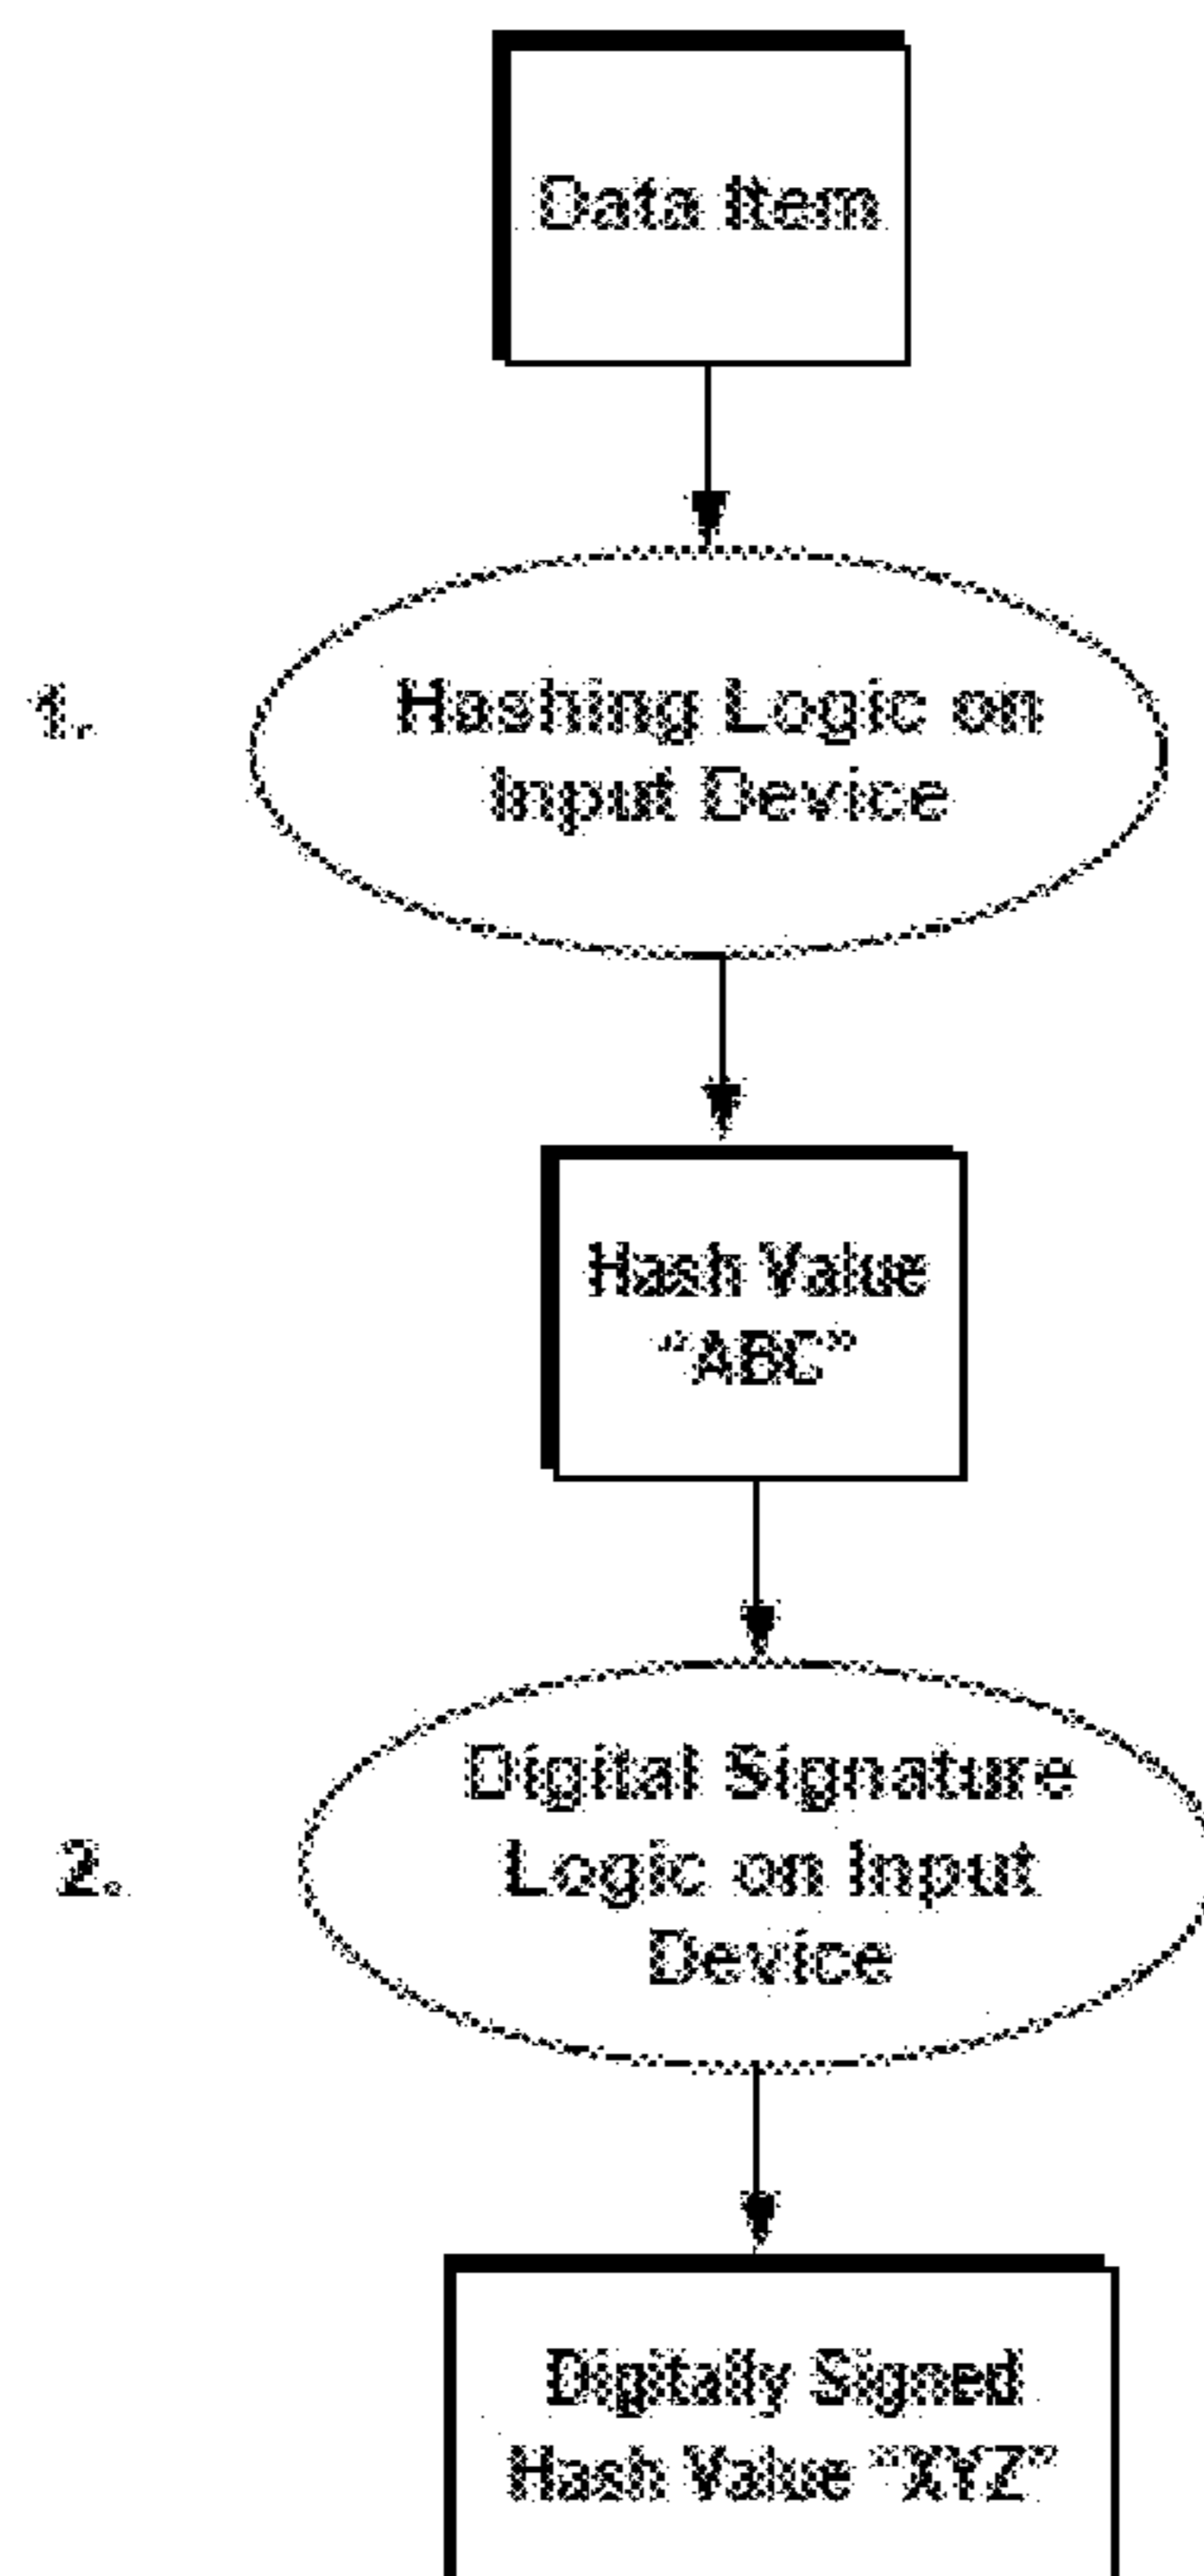 Data Item
1.
Hashing Logic on
Input Device
Hash Value
“ABC”
2.
Digital Signature
Logic on Input
Device
Digitally Signed
Hash Value “XYZ”